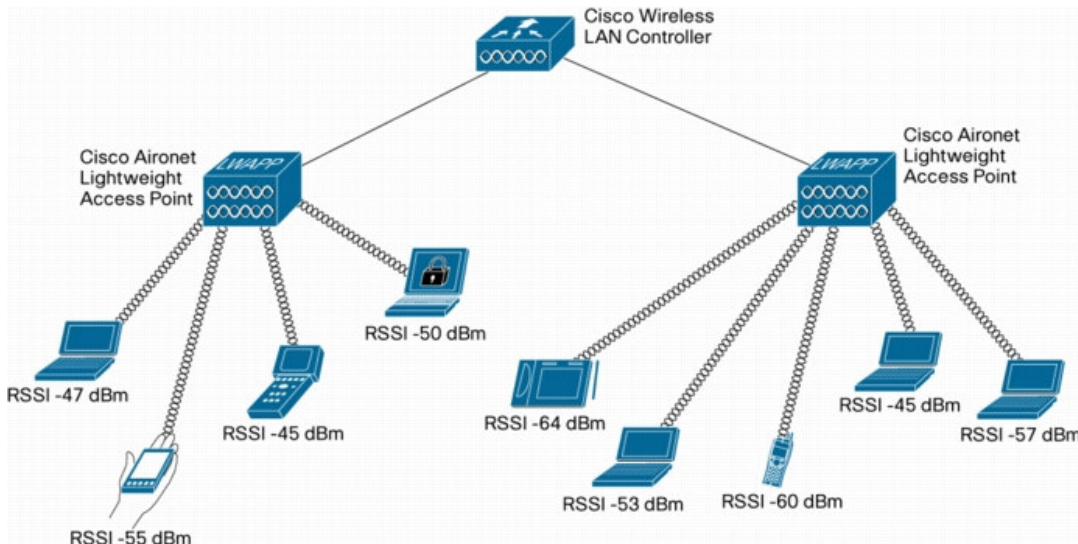 Cisco Wireless
LAN Controller
Cisco Aironet
Lightweight
Access Point
LWAPP
LWAPP
Cisco Aironet
Lightweight
Access Point
RSSI -47 dBm
RSSI -55 dBm
RSSI -45 dBm
RSSI -50 dBm
RSSI -64 dBm
RSSI -53 dBm
RSSI -60 dBm
RSSI -45 dBm
RSSI -57 dBm